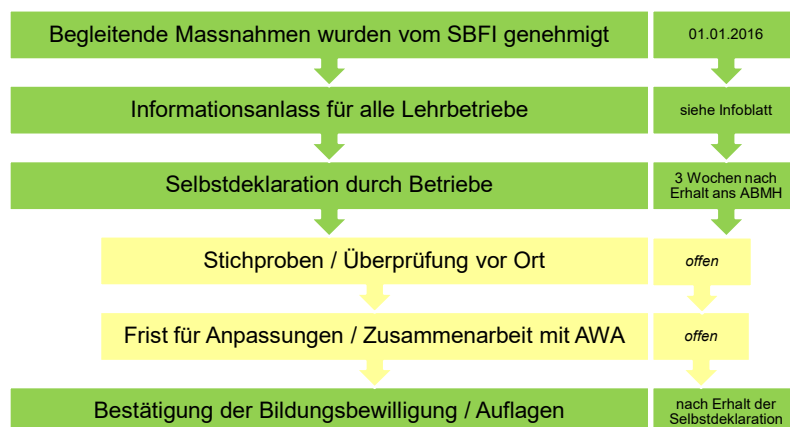 Begleitende Massnahmen wurden vom SBFI genehmigt
01.01.2016
Informationsanlass für alle Lehrbetriebe
siehe Infoblatt
Selbstdeklaration durch Betriebe
3 Wochen nach
Erhalt ans ABMH
Stichproben / Überprüfung vor Ort
offen
Frist für Anpassungen / Zusammenarbeit mit AWA
offen
Bestätigung der Bildungsbewilligung / Auflagen
nach Erhalt der
Selbstdeklaration